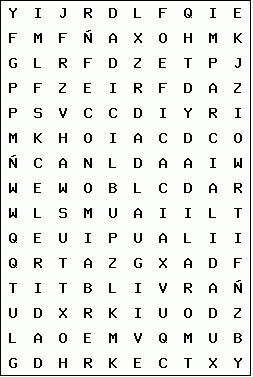 Y I J R D L F Q I E
F M F Ñ A X O H M K
G L R F D Z E T P J
P F Z E I R F D A Z
P S V C C D I Y R I
M K H O I A C D C O
Ñ C A N L D A A I W
W E W O B L C D A R
W L S M U A I I L T
Q E U I P U A L I I
Q R T A Z G X A D F
T I T B L I V R A Ñ
U D X R K I U O D Z
L A O E M V Q M U B
G D H R K E C T X Y